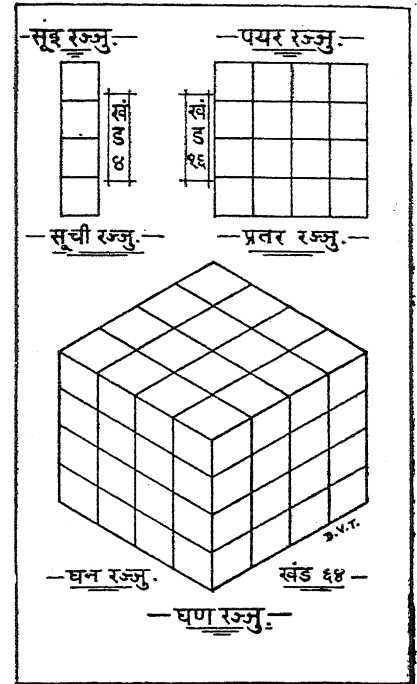 सूइ रज्जु.
पयर रज्जु.
खंड ४
खंड १६
सूची रज्जु.
प्रतर रज्जु.
D.V.T.
घन रज्जु.
खंड ६४
घण रज्जु.